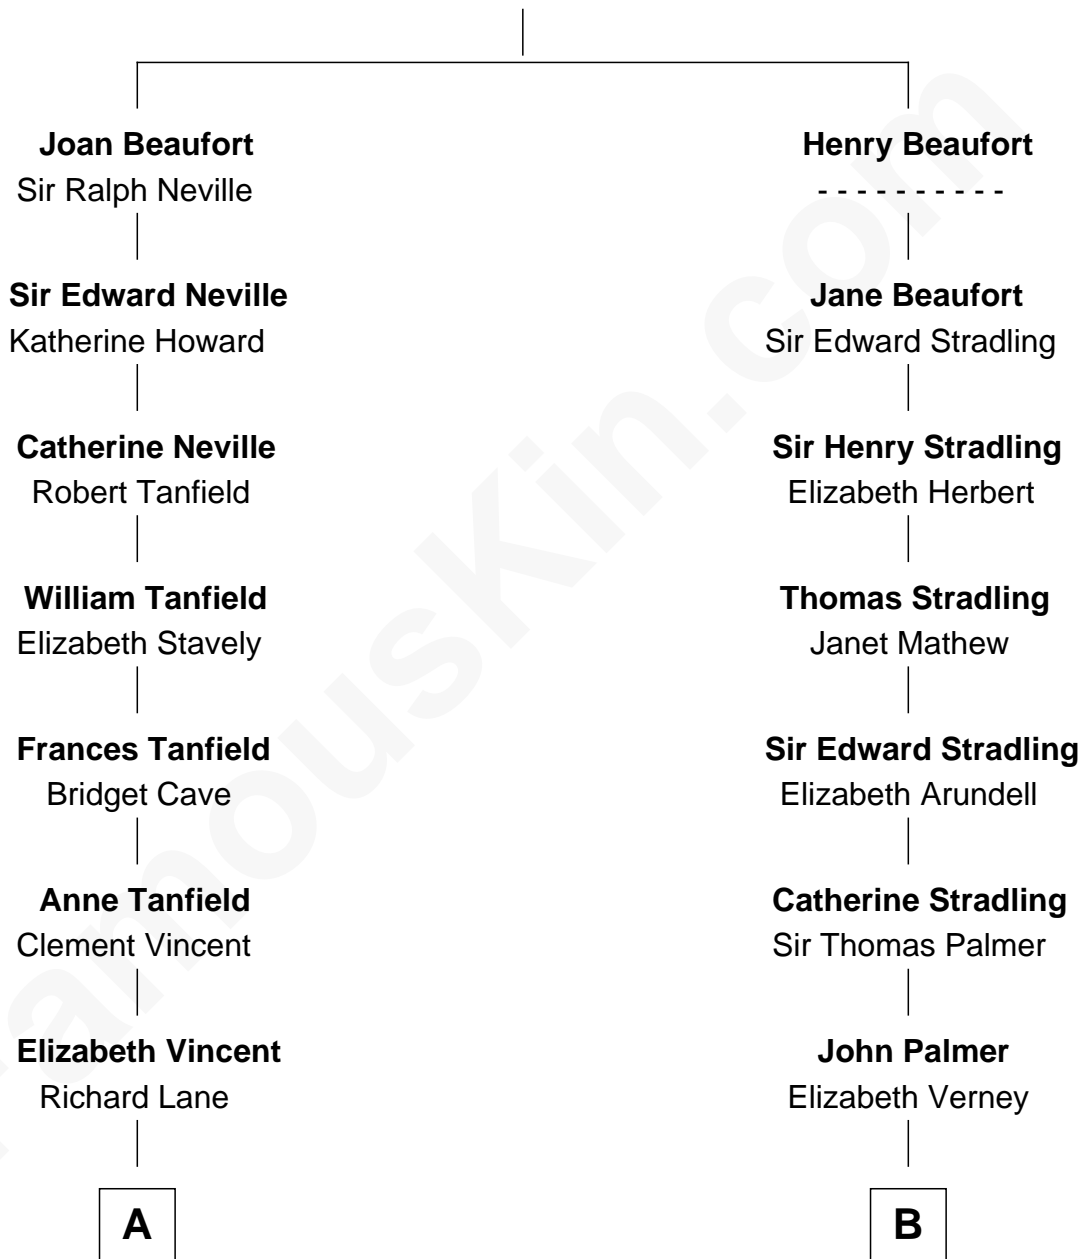 Joan Beaufort
Sir Ralph Neville
Sir Edward Neville
Katherine Howard
Catherine Neville
Robert Tanfield
William Tanfield
Elizabeth Stavely
Frances Tanfield
Bridget Cave
Anne Tanfield
Clement Vincent
Elizabeth Vincent
Richard Lane
A
Henry Beaufort
- - - - - - - - - -
Jane Beaufort
Sir Edward Stradling
Sir Henry Stradling
Elizabeth Herbert
Thomas Stradling
Janet Mathew
Sir Edward Stradling
Elizabeth Arundell
Catherine Stradling
Sir Thomas Palmer
John Palmer
Elizabeth Verney
B
FamousKin.com